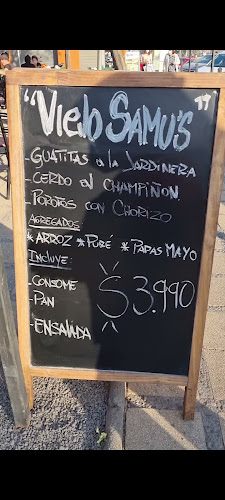 "Viejo Samu's"
- Guatitas a la Jardinera
- Cerdo al Champiñon
- Porotos con Chorizo
Agregados
* Arroz * Puré * Papas Mayo
Incluye:
- Consome
- Pan
- Ensalada
$3.990